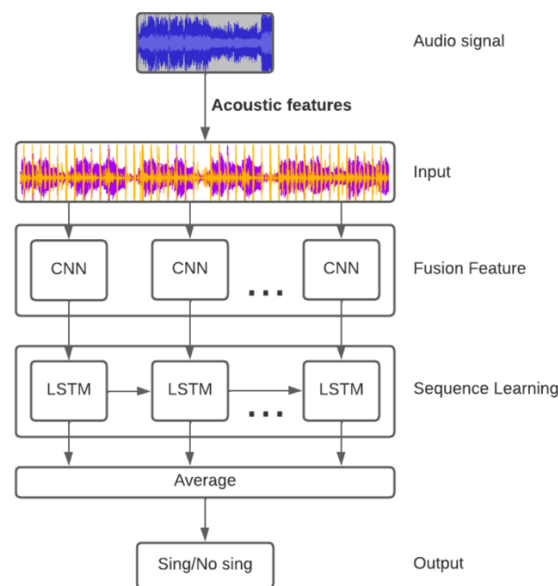 Audio signal
Acoustic features
Input
CNN CNN ... CNN
Fusion Feature
LSTM LSTM ... LSTM
Sequence Learning
Average
Sing/No sing
Output